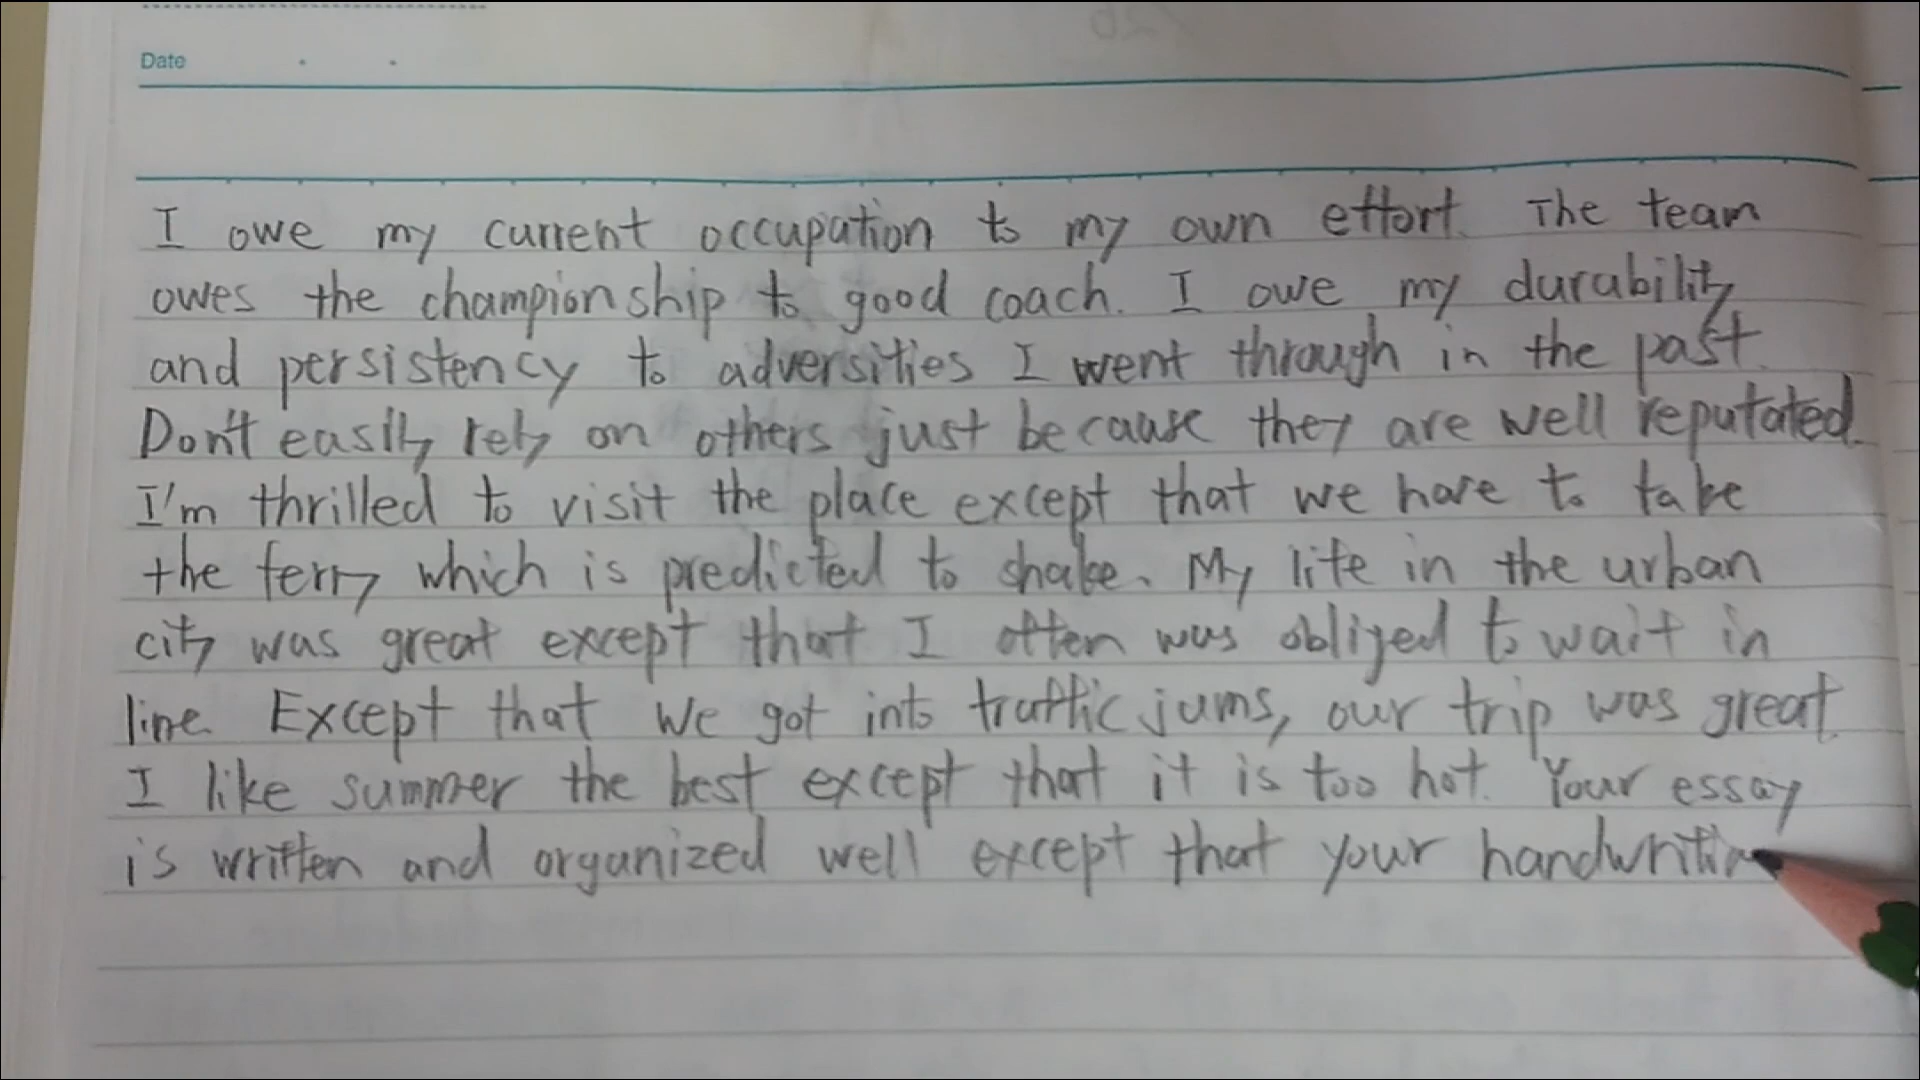 Date
I owe my current occupation to my own effort. The team
owes the championship to good coach. I owe my durability
and persistency to adversities I went through in the past.
Don't easily rely on others just because they are well reputated.
I'm thrilled to visit the place except that we have to take
the ferry which is predicted to shake. My life in the urban
city was great except that I often was obliged to wait in
line. Except that we got into traffic jams, our trip was great.
I like summer the best except that it is too hot. Your essay
is written and organized well except that your handwritin